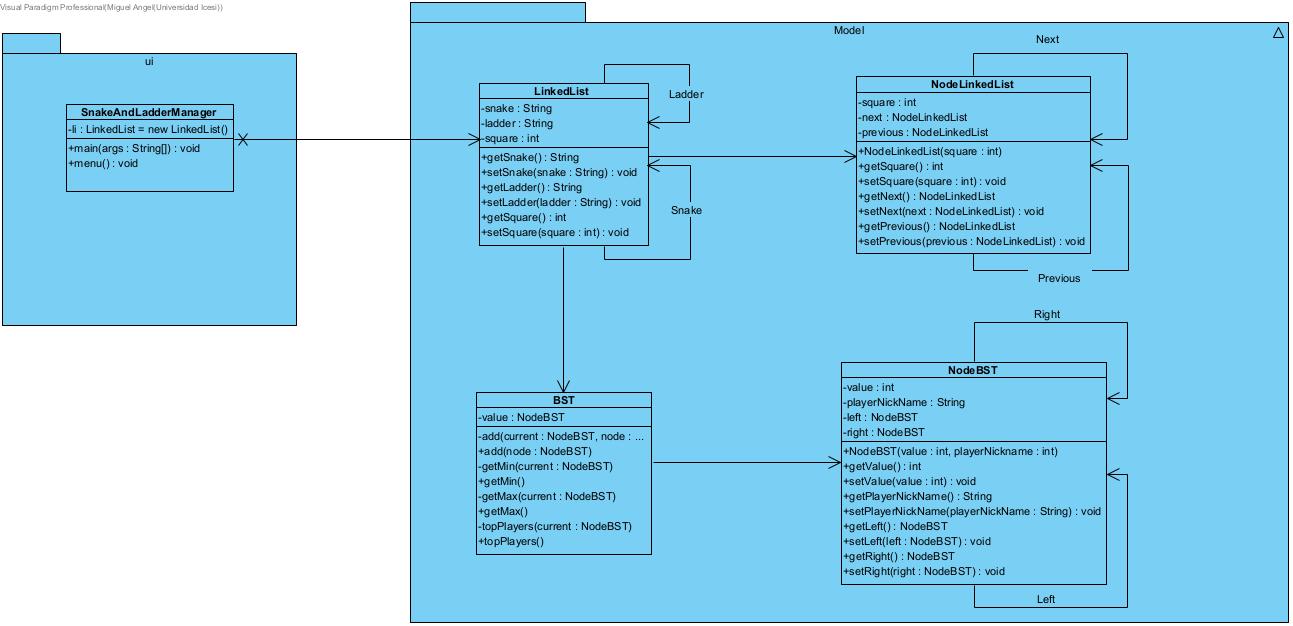 Visual Paradigm Professional(Miguel Angel(Universidad Icesi))
ui
SnakeAndLadderManager
-li : LinkedList = new LinkedList()
+main(args : String[]) : void
+menu() : void
Model
LinkedList
-snake : String
-ladder : String
-square : int
+getSnake() : String
+setSnake(snake : String) : void
+getLadder() : String
+setLadder(ladder : String) : void
+getSquare() : int
+setSquare(square : int) : void
Ladder
Snake
Next
NodeLinkedList
-square : int
-next : NodeLinkedList
-previous : NodeLinkedList
+NodeLinkedList(square : int)
+getSquare() : int
+setSquare(square : int) : void
+getNext() : NodeLinkedList
+setNext(next : NodeLinkedList) : void
+getPrevious() : NodeLinkedList
+setPrevious(previous : NodeLinkedList) : void
Previous
BST
-value : NodeBST
-add(current : NodeBST, node : ...
+add(node : NodeBST)
-getMin(current : NodeBST)
+getMin()
-getMax(current : NodeBST)
+getMax()
-topPlayers(current : NodeBST)
+topPlayers()
Right
NodeBST
-value : int
-playerNickName : String
-left : NodeBST
-right : NodeBST
+NodeBST(value : int, playerNickname : int)
+getValue() : int
+setValue(value : int) : void
+getPlayerNickName() : String
+setPlayerNickName(playerNickName : String) : void
+getLeft() : NodeBST
+setLeft(left : NodeBST) : void
+getRight() : NodeBST
+setRight(right : NodeBST) : void
Left